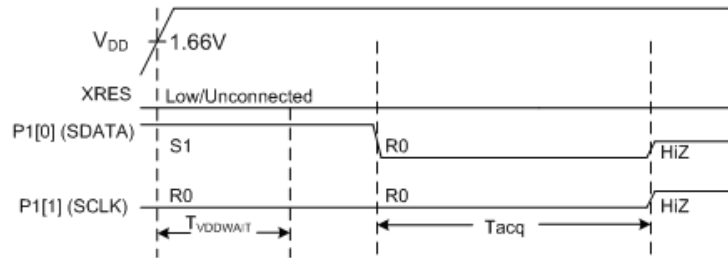 VDD 1.66V
XRES Low/Unconnected
P1[0] (SDATA) S1 R0 HiZ
P1[1] (SCLK) R0 R0 HiZ
TVDDWAIT Tacq